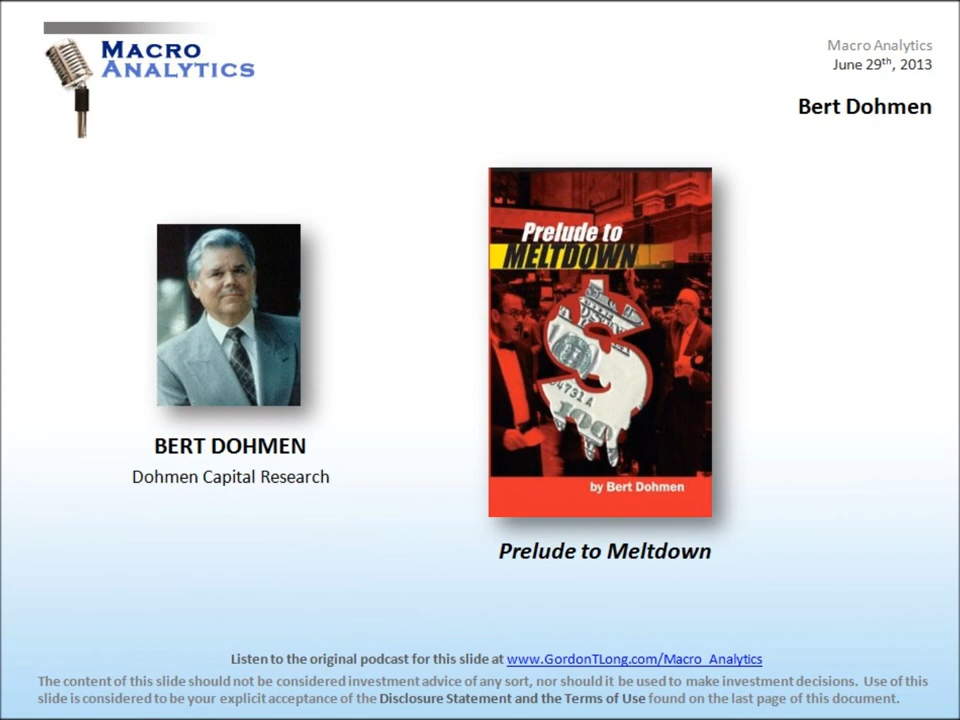 MACRO
ANALYTICS
Macro Analytics
June 29th, 2013
Bert Dohmen
Prelude to
MELTDOWN
100
by Bert Dohmen
BERT DOHMEN
Dohmen Capital Research
Prelude to Meltdown
Listen to the original podcast for this slide at www.GordonTLong.com/Macro_Analytics
The content of this slide should not be considered investment advice of any sort, nor should it be used to make investment decisions. Use of this
slide is considered to be your explicit acceptance of the Disclosure Statement and the Terms of Use found on the last page of this document.